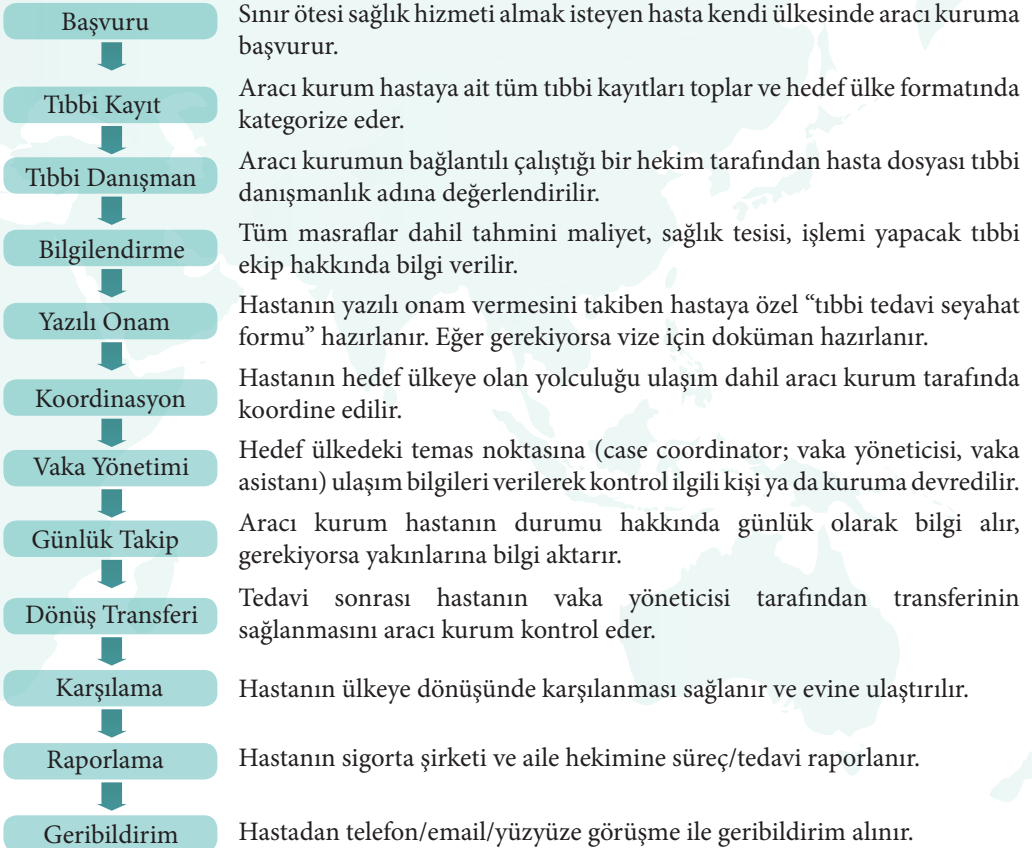 Başvuru
Sınır ötesi sağlık hizmeti almak isteyen hasta kendi ülkesinde aracı kuruma
başvurur.
Tıbbi Kayıt
Aracı kurum hastaya ait tüm tıbbi kayıtları toplar ve hedef ülke formatında
kategorize eder.
Tıbbi Danışman
Aracı kurumun bağlantılı çalıştığı bir hekim tarafından hasta dosyası tıbbi
danışmanlık adına değerlendirilir.
Bilgilendirme
Tüm masraflar dahil tahmini maliyet, sağlık tesisi, işlemi yapacak tıbbi
ekip hakkında bilgi verilir.
Yazılı Onam
Hastanın yazılı onam vermesini takiben hastaya özel “tıbbi tedavi seyahat
formu” hazırlanır. Eğer gerekiyorsa vize için doküman hazırlanır.
Koordinasyon
Hastanın hedef ülkeye olan yolculuğu ulaşım dahil aracı kurum tarafında
koordine edilir.
Vaka Yönetimi
Hedef ülkedeki temas noktasına (case coordinator; vaka yöneticisi, vaka
asistanı) ulaşım bilgileri verilerek kontrol ilgili kişi ya da kuruma devredilir.
Günlük Takip
Aracı kurum hastanın durumu hakkında günlük olarak bilgi alır,
gerekiyorsa yakınlarına bilgi aktarır.
Dönüş Transferi
Tedavi sonrası hastanın vaka yöneticisi tarafından transferinin
sağlanmasını aracı kurum kontrol eder.
Karşılama
Hastanın ülkeye dönüşünde karşılanması sağlanır ve evine ulaştırılır.
Raporlama
Hastanın sigorta şirketi ve aile hekimine süreç/tedavi raporlanır.
Geribildirim
Hastadan telefon/email/yüzyüze görüşme ile geribildirim alınır.